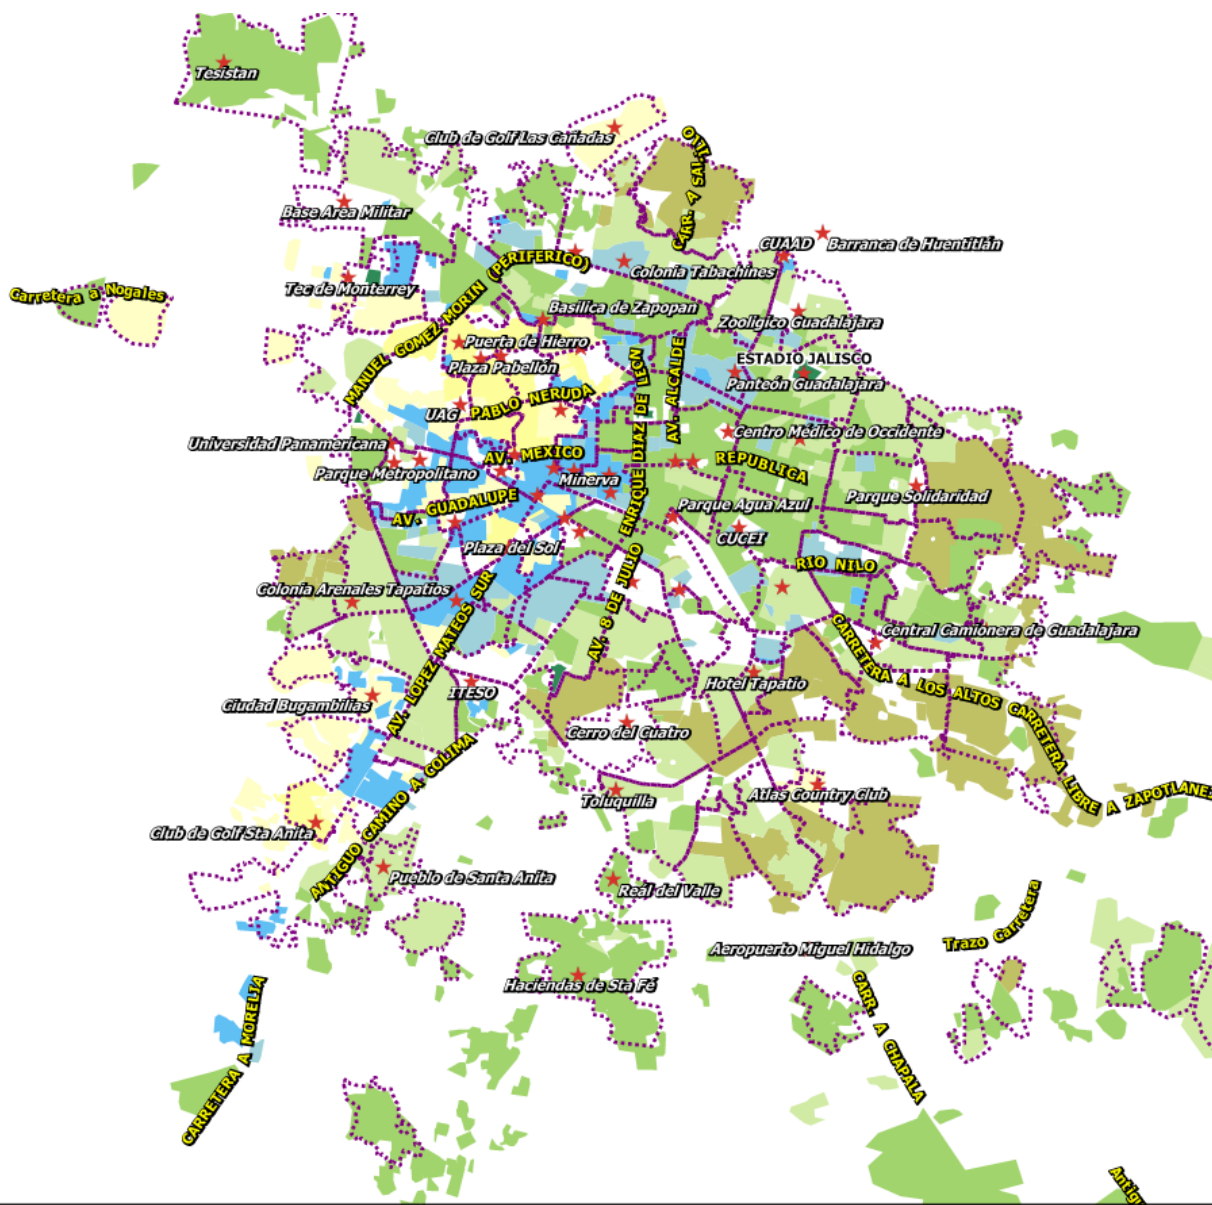 Tesistan
Club de Golf Las Cañadas
CARR. A SAL
Base Area Militar
CUAAD
Barranca de Huentitlán
Colonia Tabachines
Tec de Monterrey
Carretera a Nogales
MANUEL GOMEZ MORIN (PERIFERICO)
Basilica de Zapopan
Zooligico Guadalajara
Puerta de Hierro
Plaza Pabellón
ESTADIO JALISCO
Panteón Guadalajara
UAG
PABLO NERUDA
ENRIQUE DIAZ DE LEON
AV. ALCALDE
Universidad Panamericana
Centro Medico de Occidente
AV. MEXICO
REPUBLICA
Parque Metropolitano
Minerva
Parque Solidaridad
AV. GUADALUPE
Parque Agua Azul
CUCEI
Plaza del Sol
RIO NILO
Colonia Arenales Tapatios
AV. 8 DE JULIO
AV. LOPEZ MATEOS SUR
Central Camionera de Guadalajara
CARRETERA A LOS ALTOS
CARRETERA LIBRE A ZAPOTLANE
Hotel Tapatio
ITESO
Ciudad Bugambilias
Cerro del Cuatro
Toluquilla
Atlas Country Club
Club de Golf Sta Anita
ANTIGUO CAMINO A COLIMA
Pueblo de Santa Anita
Real del Valle
Trazo Carretera
Aeropuerto Miguel Hidalgo
Haciendas de Sta Fé
CARRETERA A MORELIA
CARR. A CHAPALA
Antig